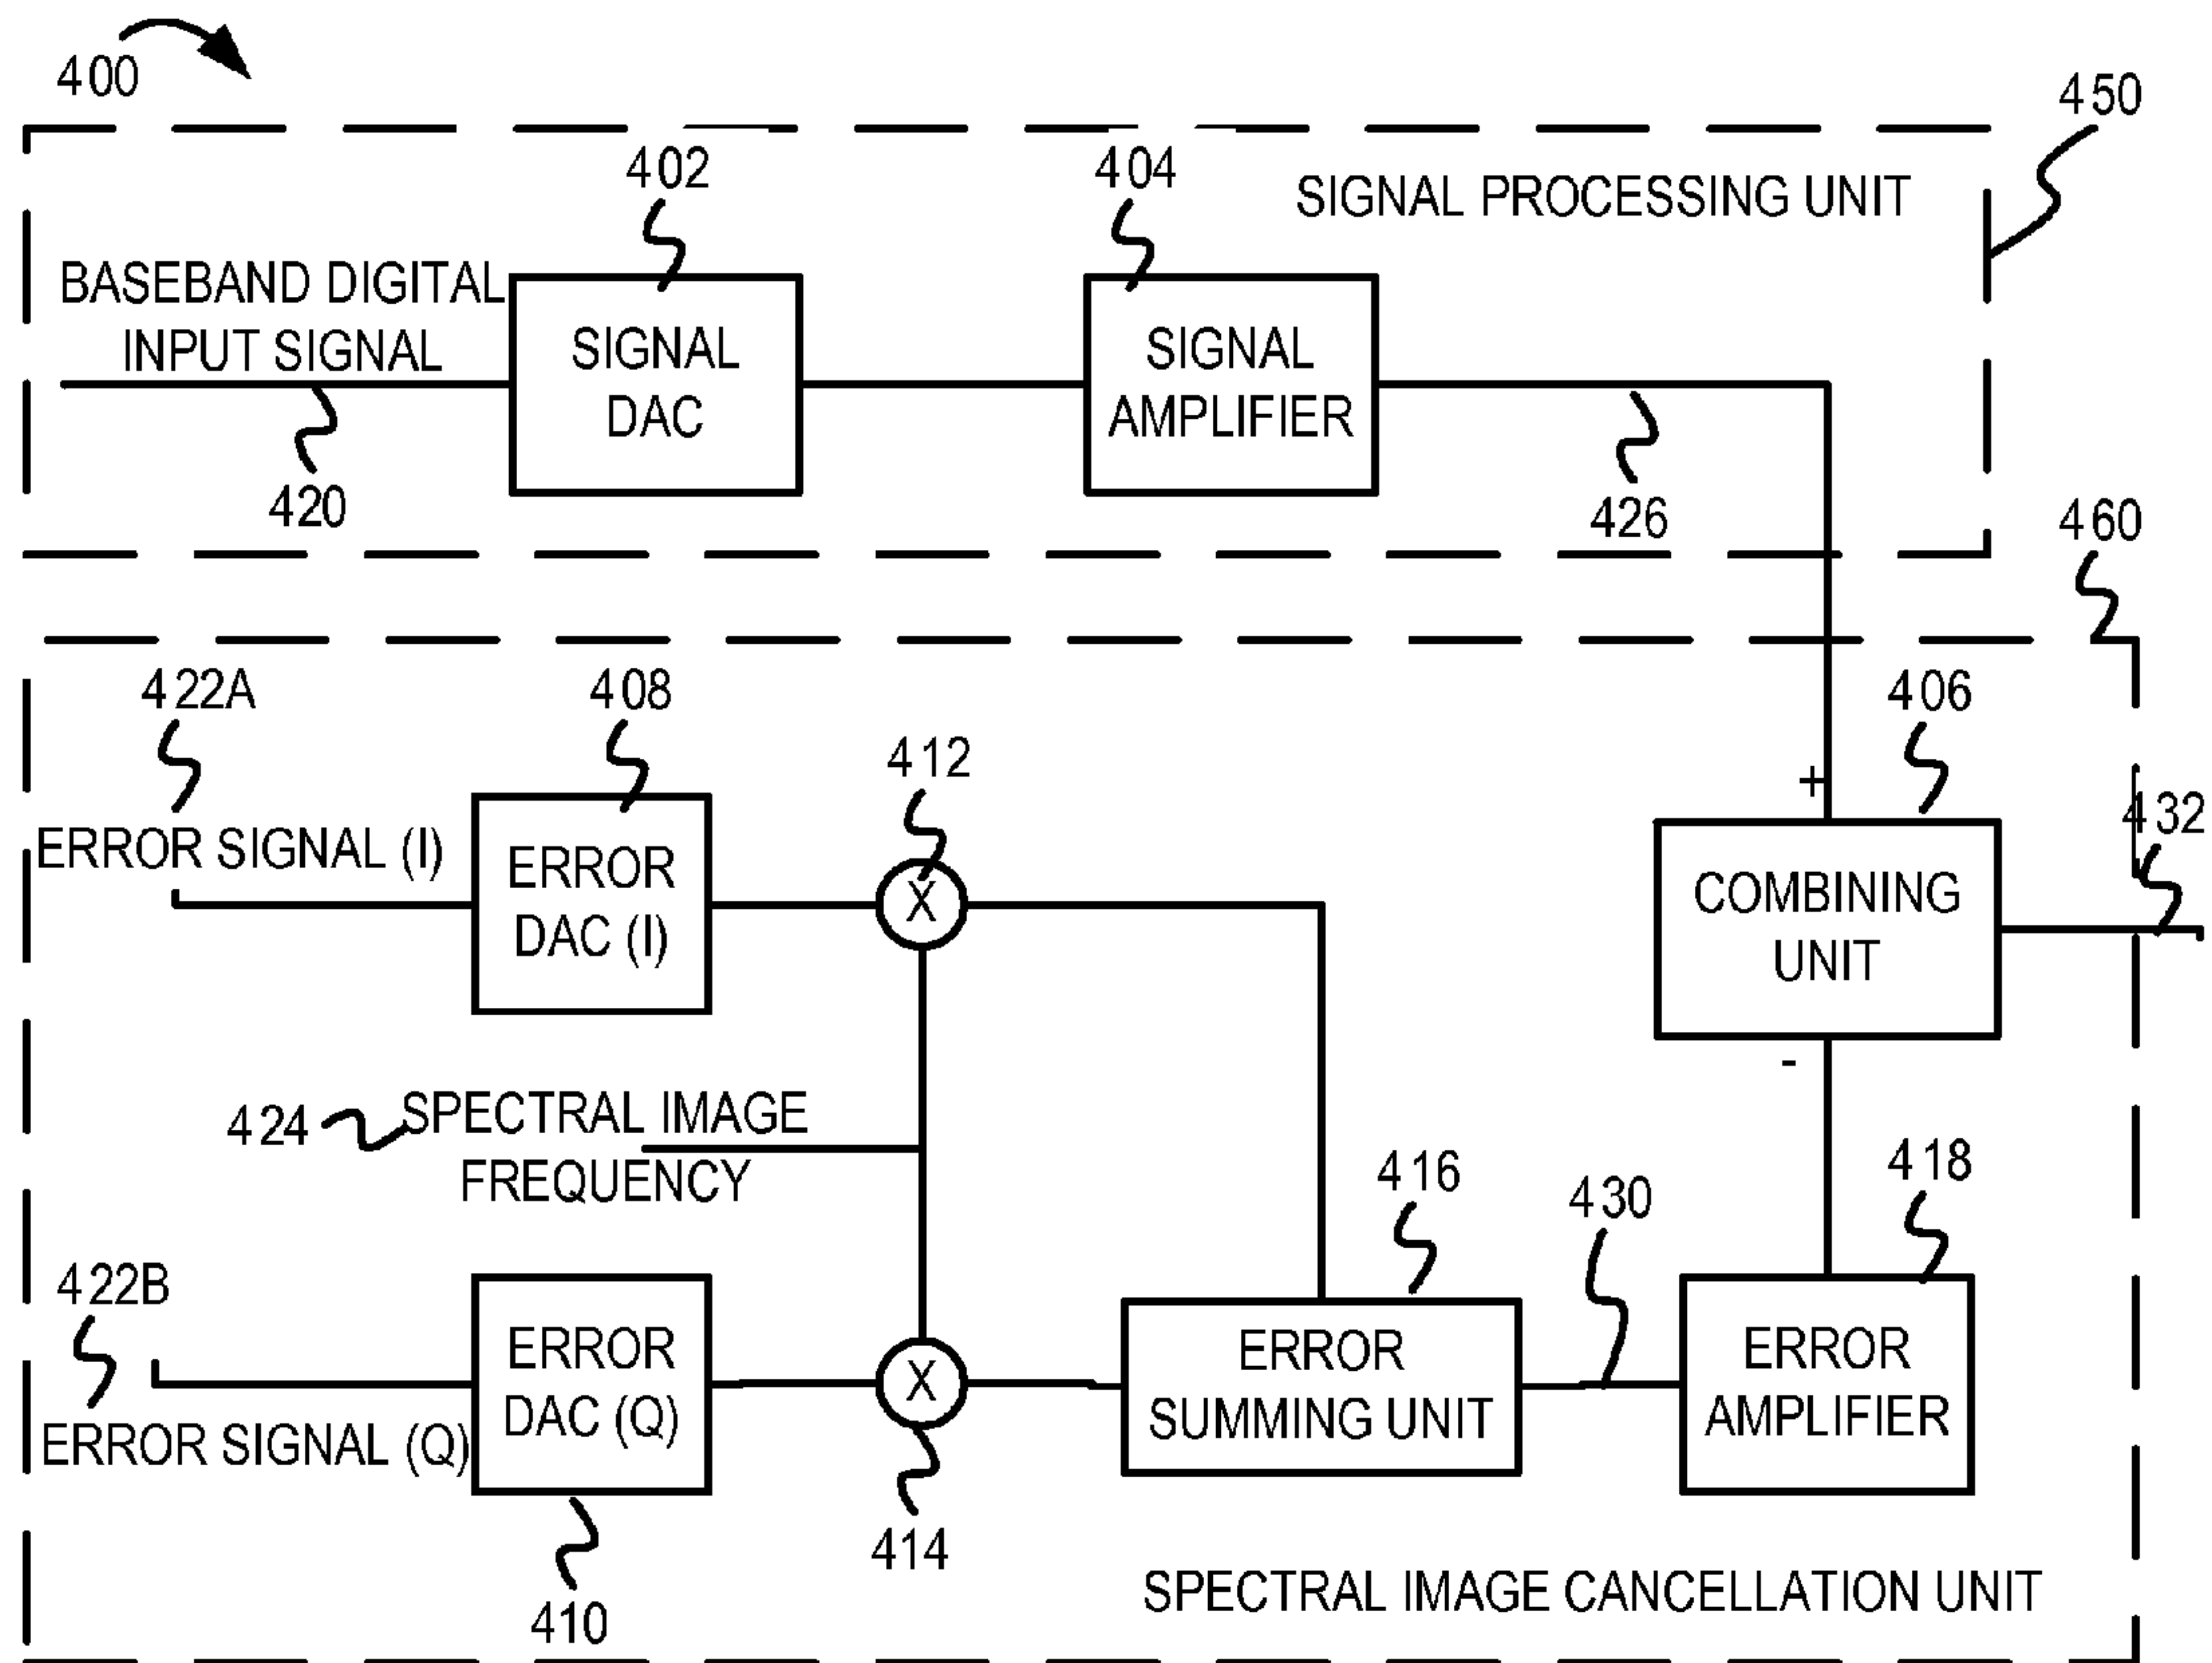 400
450
402
404
SIGNAL PROCESSING UNIT
BASEBAND DIGITAL
INPUT SIGNAL
SIGNAL
DAC
SIGNAL
AMPLIFIER
420
426
460
422A
408
406
412
+
432
ERROR SIGNAL (I)
ERROR
DAC (I)
X
COMBINING
UNIT
-
424
SPECTRAL IMAGE
FREQUENCY
416
430
418
422B
ERROR
DAC (Q)
X
ERROR
SUMMING UNIT
ERROR
AMPLIFIER
ERROR SIGNAL (Q)
414
410
SPECTRAL IMAGE CANCELLATION UNIT